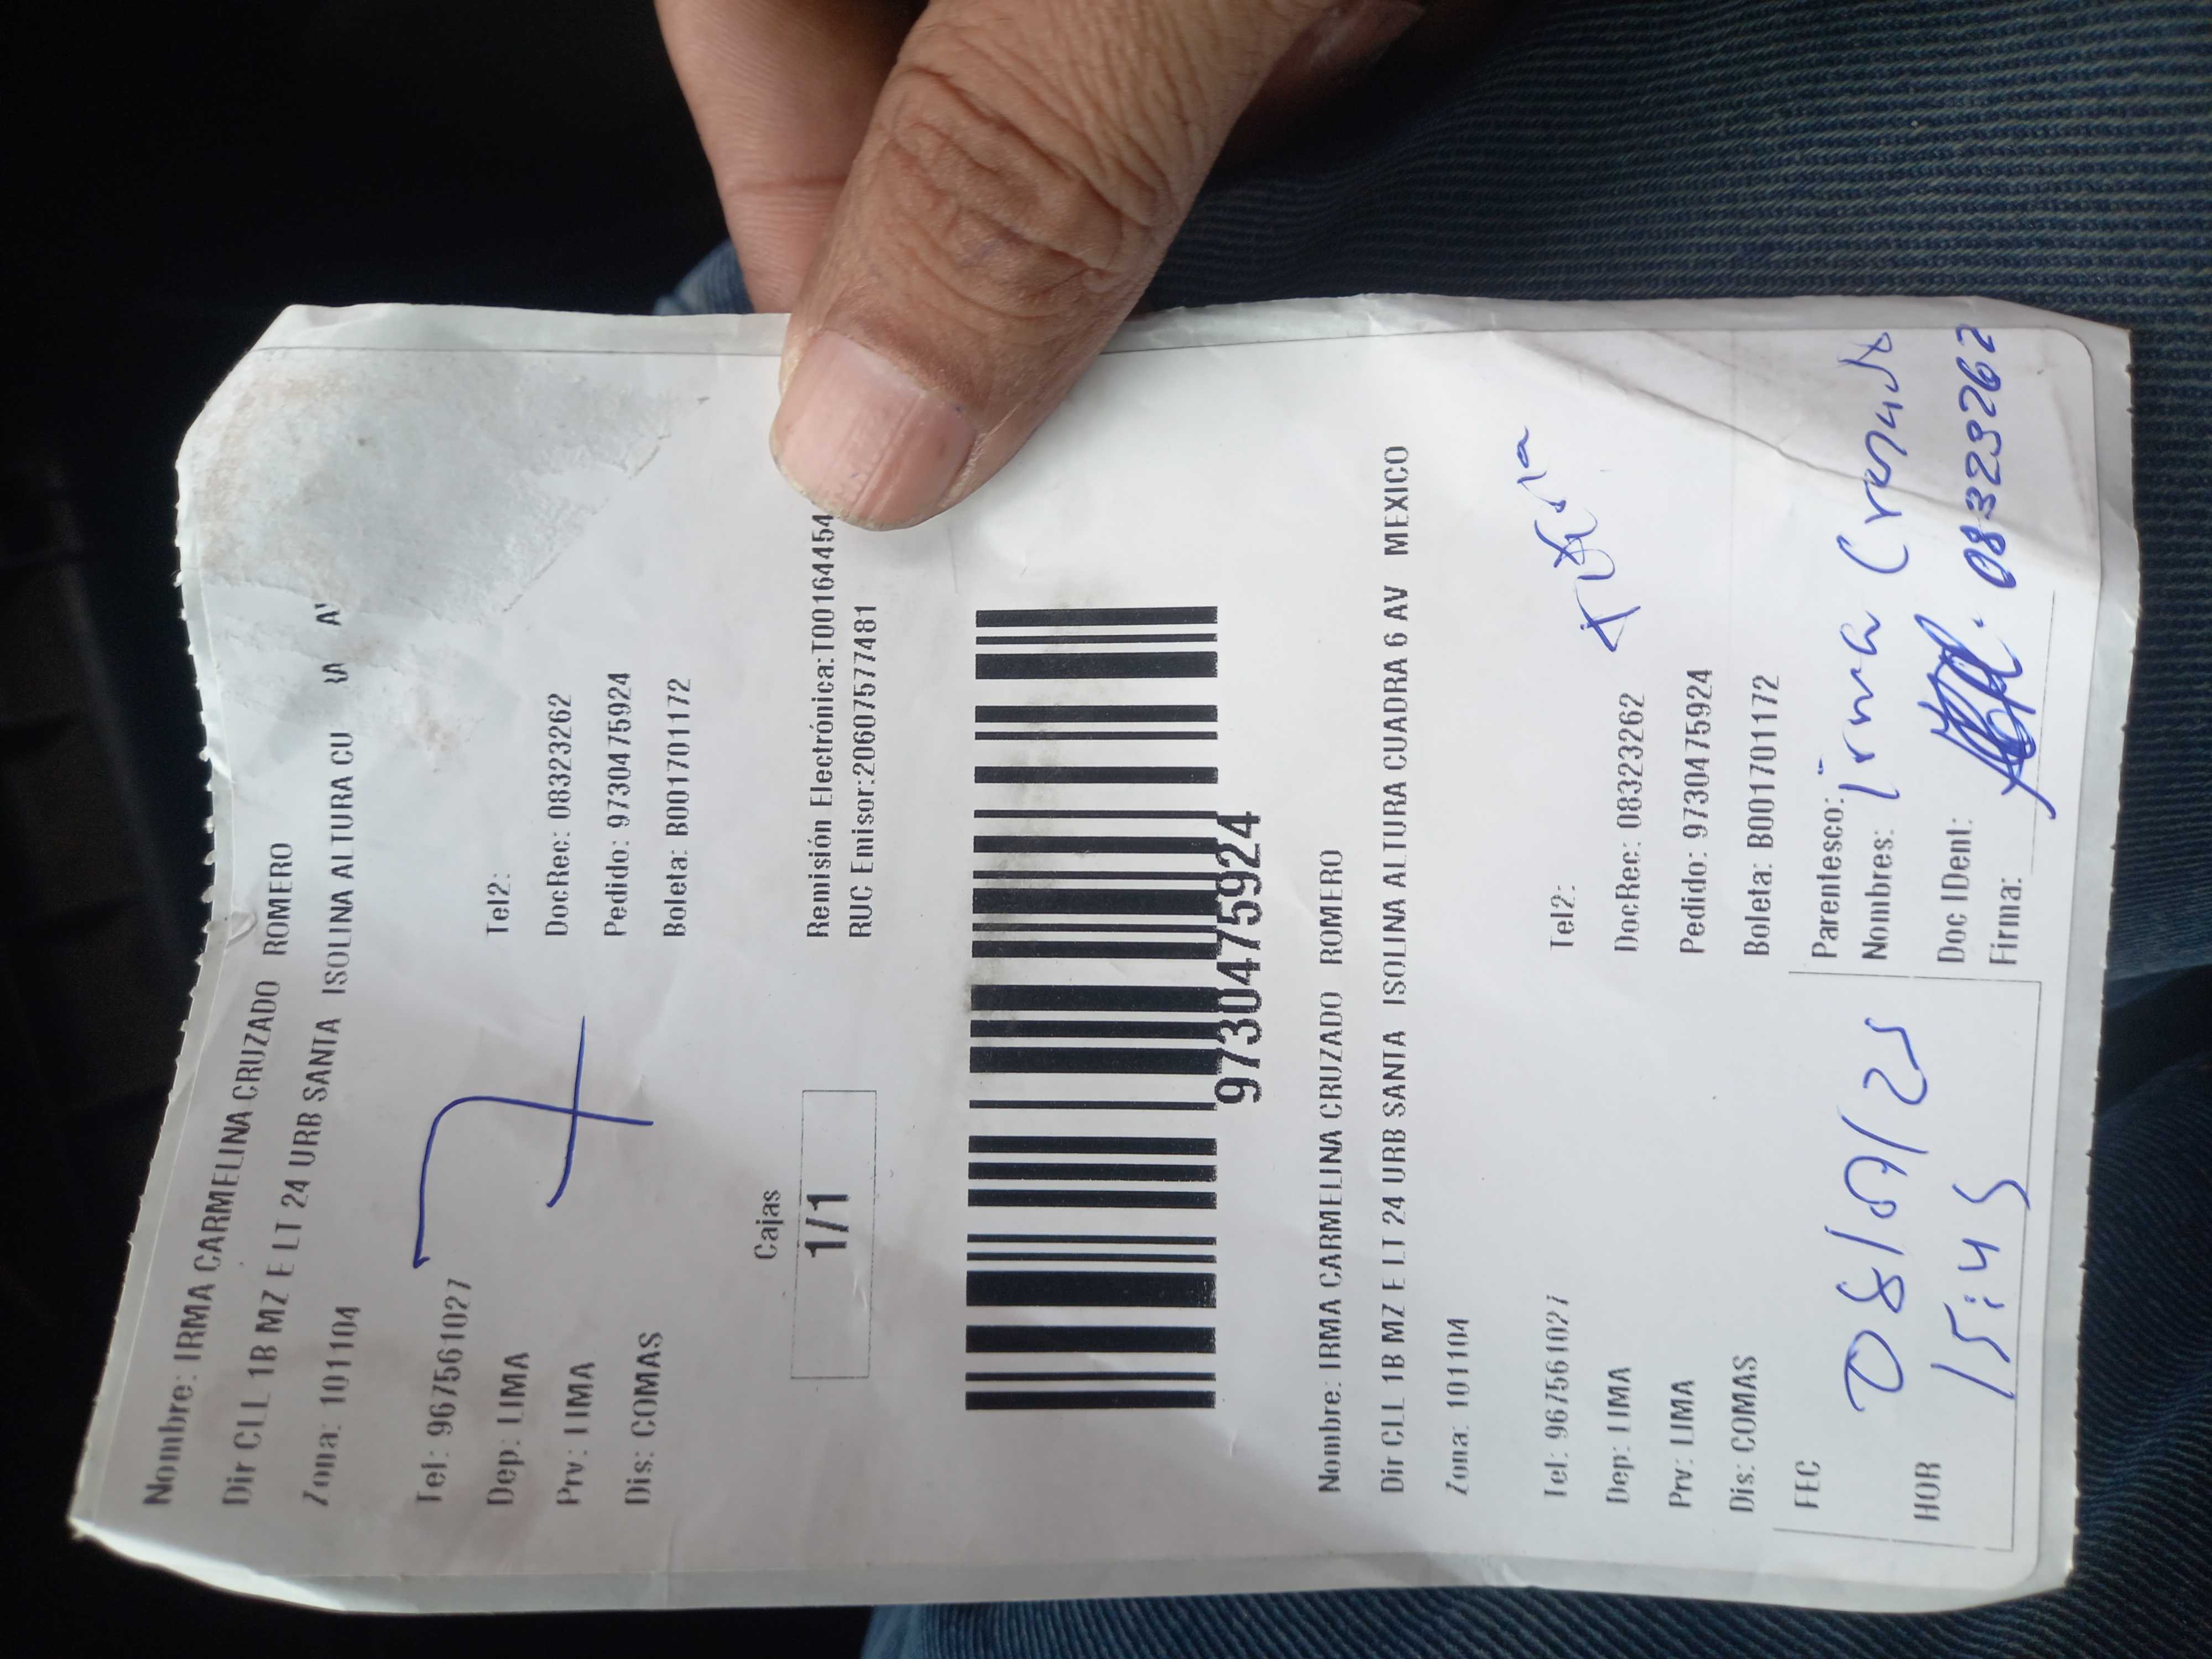 Nombre: IRMA CARMELINA CRUZADO ROMERO
Dir CLL 1B MZ E LT 24 URB SANTA ISOLINA ALTURA CU
Zona: 101104
Tel: 967561027 Tel2:
Dep: LIMA DocRec: 08323262
Prv: LIMA Pedido: 9730475924
Dis: COMAS Boleta: B001701172
7
Cajas
1/1
Remisión Electrónica:T00164454
RUC Emisor:20607577481
9730475924
Nombre: IRMA CARMELINA CRUZADO ROMERO
Dir CLL 1B MZ E LT 24 URB SANTA ISOLINA ALTURA CUADRA 6 AV MEXICO
Zona: 101104
Tel: 967561027 Tel2:
Dep: LIMA DocRec: 08323262
Prv: LIMA Pedido: 9730475924
Dis: COMAS Boleta: B001701172
FEC 08/09/25
HOR 15:45
Parentesco:
Nombres: Irma Cruzado
Doc IDent: 08323262
Firma: